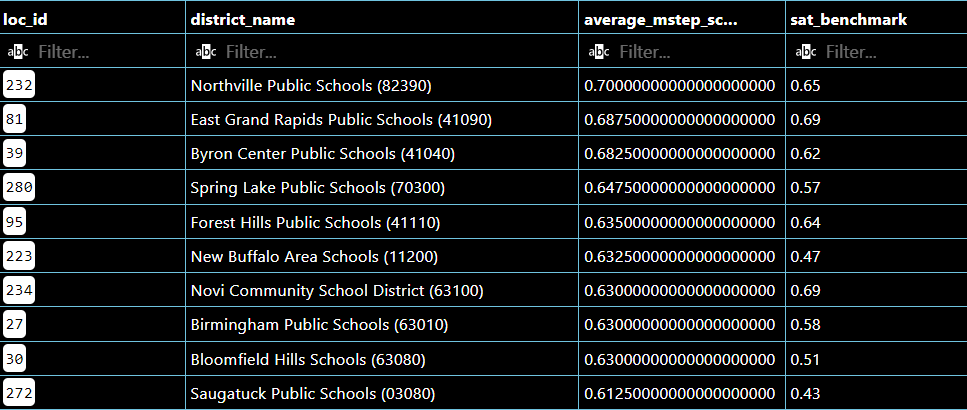 loc_id district_name average_mstep_sc... sat_benchmark
abc Filter... abc Filter... abc Filter... abc Filter...
232 Northville Public Schools (82390) 0.70000000000000000000 0.65
81 East Grand Rapids Public Schools (41090) 0.68750000000000000000 0.69
39 Byron Center Public Schools (41040) 0.68250000000000000000 0.62
280 Spring Lake Public Schools (70300) 0.64750000000000000000 0.57
95 Forest Hills Public Schools (41110) 0.63500000000000000000 0.64
223 New Buffalo Area Schools (11200) 0.63250000000000000000 0.47
234 Novi Community School District (63100) 0.63000000000000000000 0.69
27 Birmingham Public Schools (63010) 0.63000000000000000000 0.58
30 Bloomfield Hills Schools (63080) 0.63000000000000000000 0.51
272 Saugatuck Public Schools (03080) 0.61250000000000000000 0.43